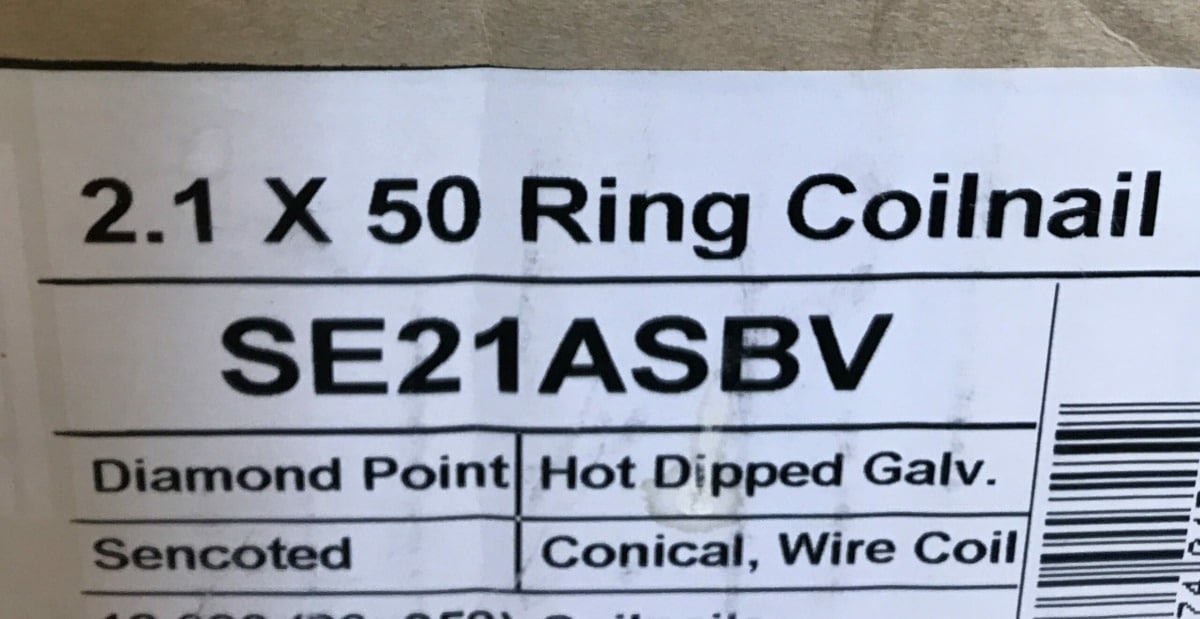 2.1 X 50 Ring Coilnail
SE21ASBV
Diamond Point Hot Dipped Galv.
Sencoted Conical, Wire Coil